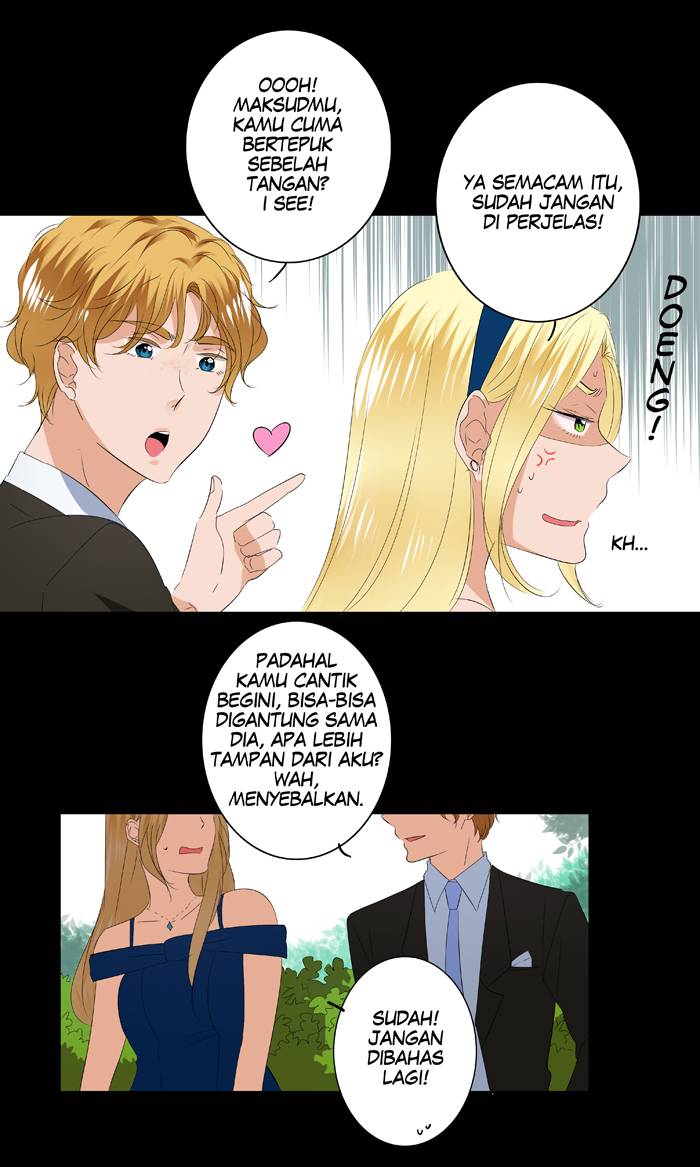 OOOH!
MAKSUDMU,
KAMU CUMA
BERTEPUK
SEBELAH
TANGAN?
I SEE!
YA SEMACAM ITU,
SUDAH JANGAN
DI PERJELAS!
DOENG!
KH...
PADAHAL
KAMU CANTIK
BEGINI, BISA-BISA
DIGANTUNG SAMA
DIA, APA LEBIH
TAMPAN DARI AKU?
WAH,
MENYEBALKAN.
SUDAH!
JANGAN
DIBAHAS
LAGI!